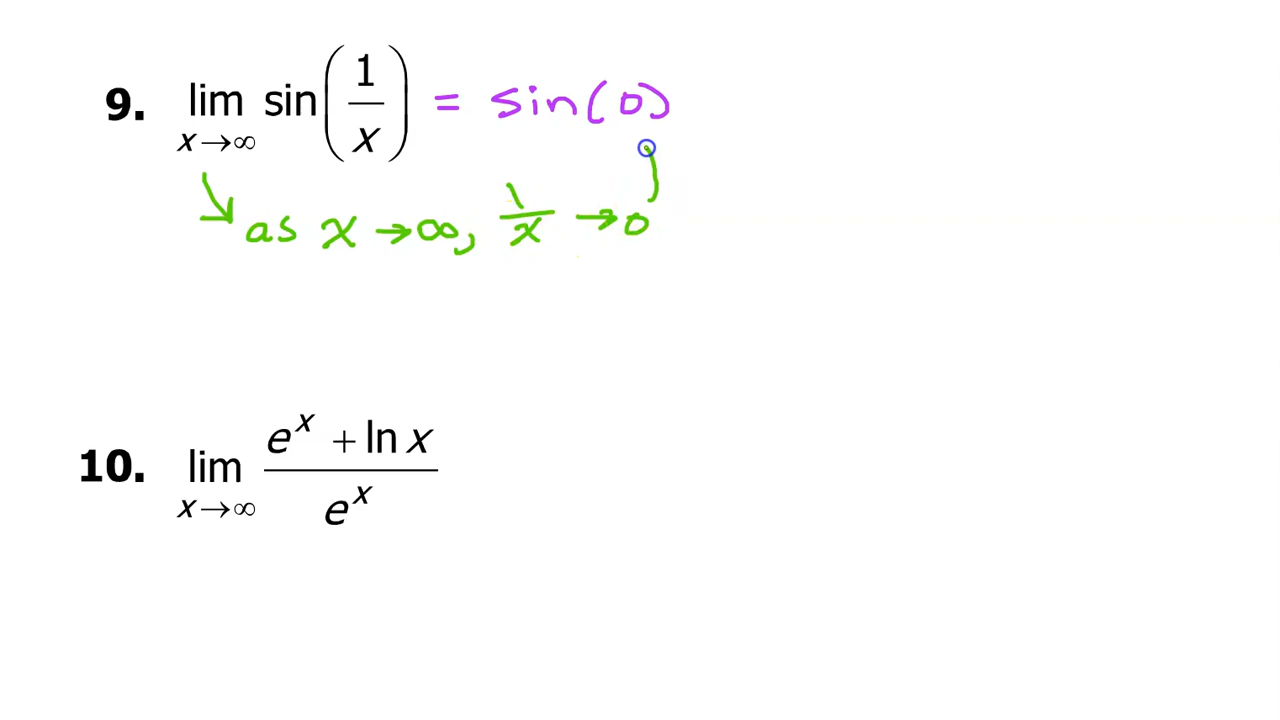 9. lim x→∞ sin(1/x) = sin(0)
as x→∞, 1/x →0
10. lim x→∞ (e^x + ln x)/e^x